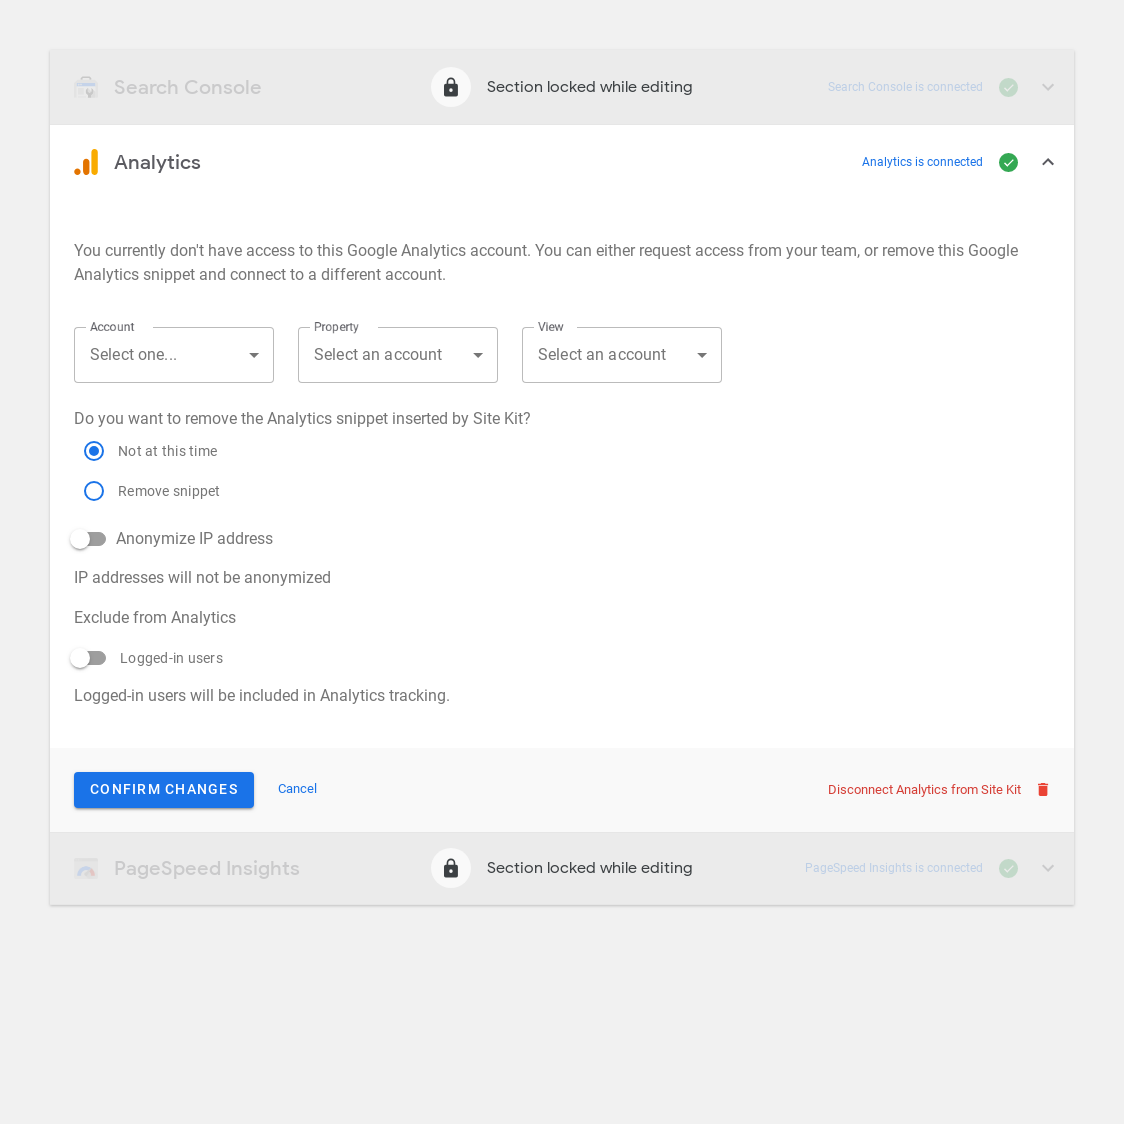 Search Console
Section locked while editing
Search Console is connected
Analytics
Analytics is connected
You currently don't have access to this Google Analytics account. You can either request access from your team, or remove this Google
Analytics snippet and connect to a different account.
Account
Select one...
Property
Select an account
View
Select an account
Do you want to remove the Analytics snippet inserted by Site Kit?
Not at this time
Remove snippet
Anonymize IP address
IP addresses will not be anonymized
Exclude from Analytics
Logged-in users
Logged-in users will be included in Analytics tracking.
CONFIRM CHANGES
Cancel
Disconnect Analytics from Site Kit
PageSpeed Insights
Section locked while editing
PageSpeed Insights is connected